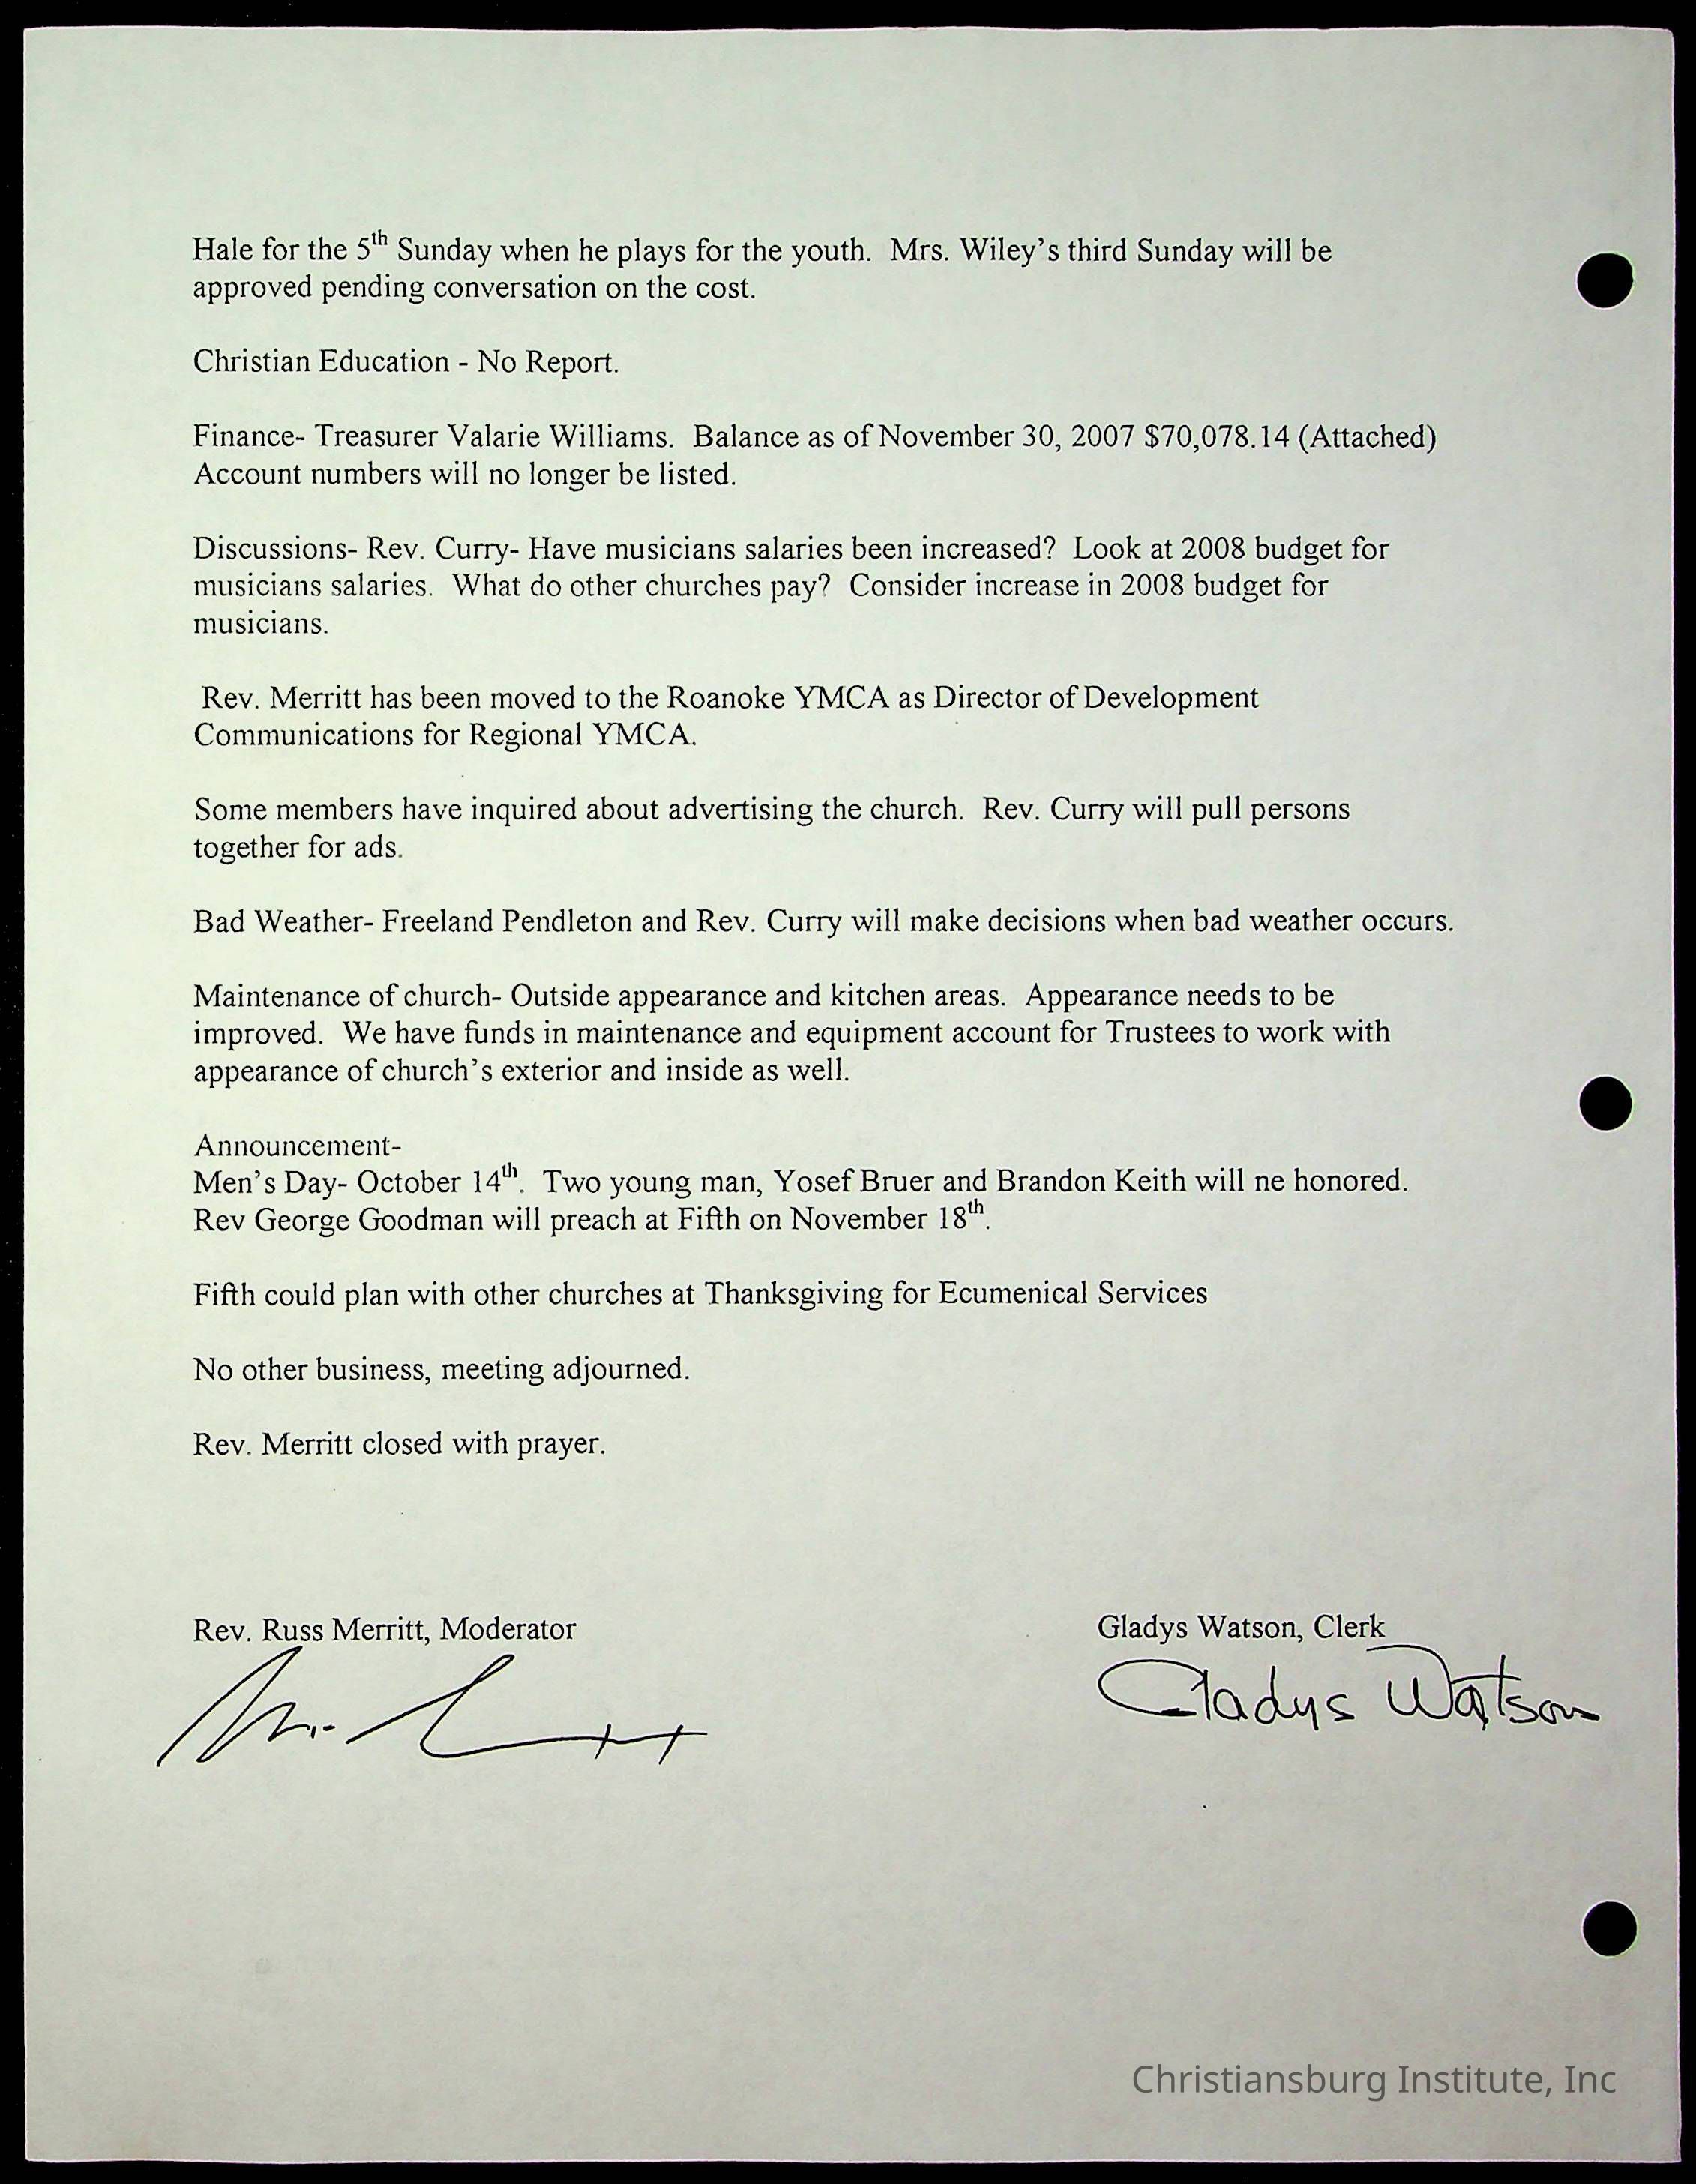 Hale for the 5th Sunday when he plays for the youth. Mrs. Wiley's third Sunday will be
approved pending conversation on the cost.
Christian Education - No Report.
Finance- Treasurer Valarie Williams. Balance as of November 30, 2007 $70,078.14 (Attached)
Account numbers will no longer be listed.
Discussions- Rev. Curry- Have musicians salaries been increased? Look at 2008 budget for
musicians salaries. What do other churches pay? Consider increase in 2008 budget for
musicians.
Rev. Merritt has been moved to the Roanoke YMCA as Director of Development
Communications for Regional YMCA.
Some members have inquired about advertising the church. Rev. Curry will pull persons
together for ads.
Bad Weather- Freeland Pendleton and Rev. Curry will make decisions when bad weather occurs.
Maintenance of church- Outside appearance and kitchen areas. Appearance needs to be
improved. We have funds in maintenance and equipment account for Trustees to work with
appearance of church's exterior and inside as well.
Announcement-
Men's Day- October 14th. Two young man, Yosef Bruer and Brandon Keith will ne honored.
Rev George Goodman will preach at Fifth on November 18th.
Fifth could plan with other churches at Thanksgiving for Ecumenical Services
No other business, meeting adjourned.
Rev. Merritt closed with prayer.
Rev. Russ Merritt, Moderator
Gladys Watson, Clerk
Gladys Watson
Christiansburg Institute, Inc